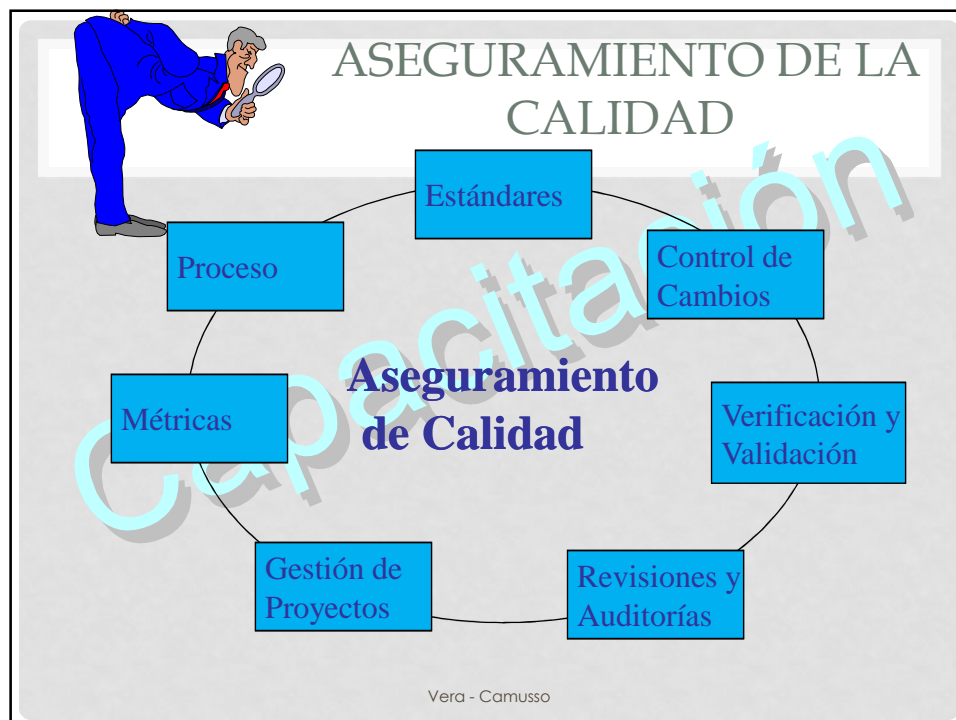 ASEGURAMIENTO DE LA
CALIDAD
Estándares
Control de
Cambios
Verificación y
Validación
Revisiones y
Auditorías
Gestión de
Proyectos
Métricas
Proceso
Aseguramiento
de Calidad
Capacitación
Vera - Camusso